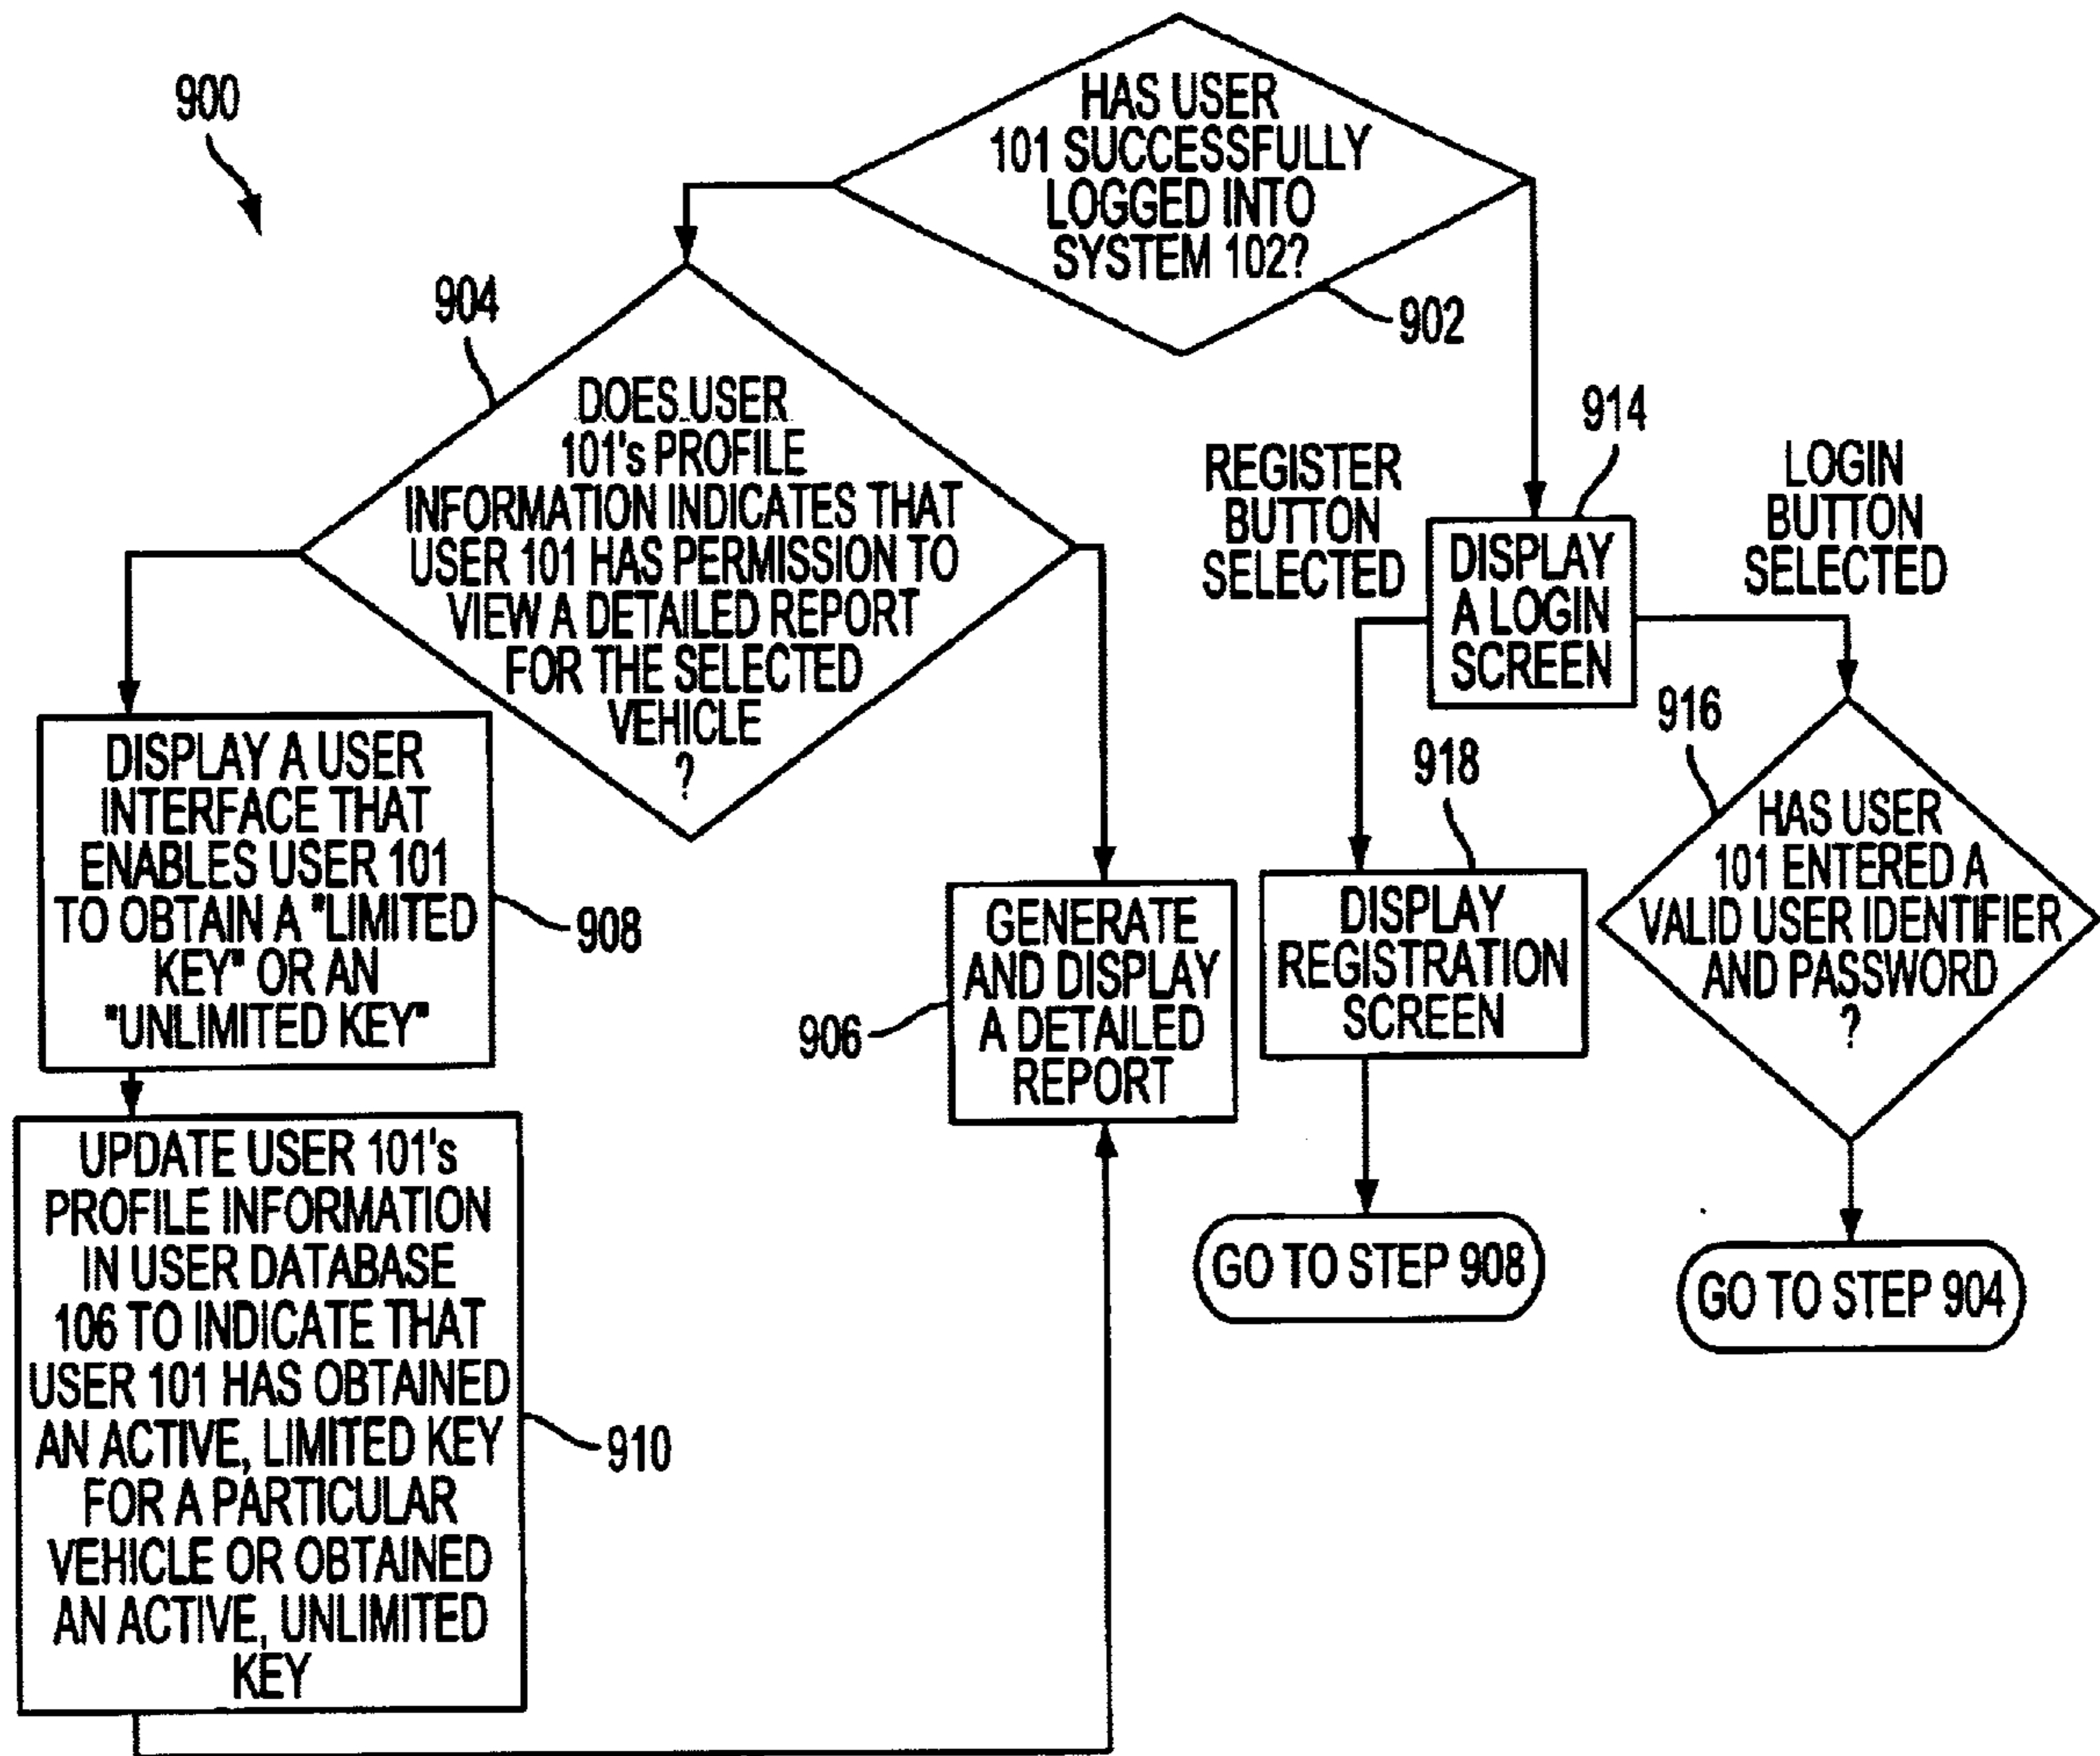 900
HAS USER
101 SUCCESSFULLY
LOGGED INTO
SYSTEM 102?
902
904
DOES USER
101's PROFILE
INFORMATION INDICATES THAT
USER 101 HAS PERMISSION TO
VIEW A DETAILED REPORT
FOR THE SELECTED
VEHICLE
?
914
REGISTER
BUTTON
SELECTED
DISPLAY
A LOGIN
SCREEN
LOGIN
BUTTON
SELECTED
DISPLAY A USER
INTERFACE THAT
ENABLES USER 101
TO OBTAIN A "LIMITED
KEY" OR AN
"UNLIMITED KEY"
908
GENERATE
AND DISPLAY
A DETAILED
REPORT
906
918
DISPLAY
REGISTRATION
SCREEN
916
HAS USER
101 ENTERED A
VALID USER IDENTIFIER
AND PASSWORD
?
UPDATE USER 101's
PROFILE INFORMATION
IN USER DATABASE
106 TO INDICATE THAT
USER 101 HAS OBTAINED
AN ACTIVE, LIMITED KEY
FOR A PARTICULAR
VEHICLE OR OBTAINED
AN ACTIVE, UNLIMITED
KEY
910
GO TO STEP 908
GO TO STEP 904